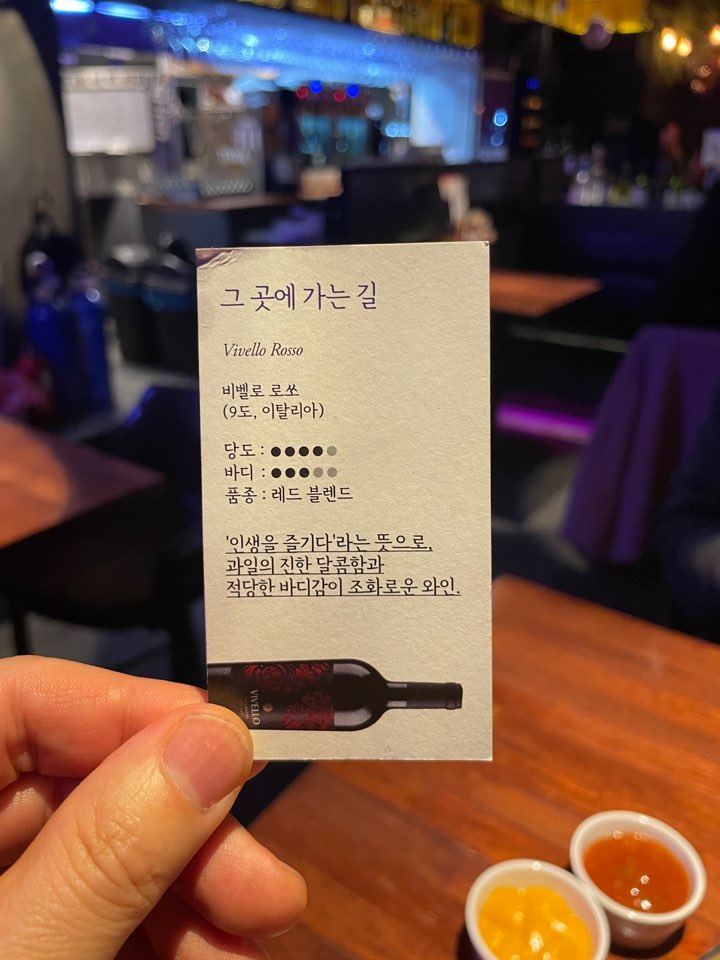 그 곳에 가는 길
Vivello Rosso
비벨로 로쏘
(9도, 이탈리아)
당도 : ●●●●●
바디 : ●●●●●
품종 : 레드 블렌드
'인생을 즐기다'라는 뜻으로,
과일의 진한 달콤함과
적당한 바디감이 조화로운 와인.
VIVELLO